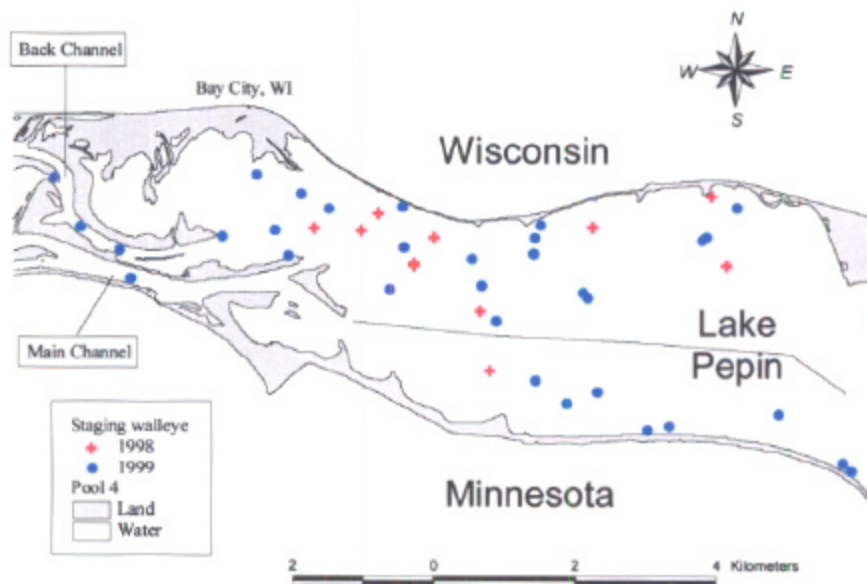 N
Back Channel
W
E
Bay City, WI
S
Wisconsin
Lake
Pepin
Main Channel
Staging walleye
1998
1999
Pool 4
Land
Water
Minnesota
2 0 2 4 Kilometers